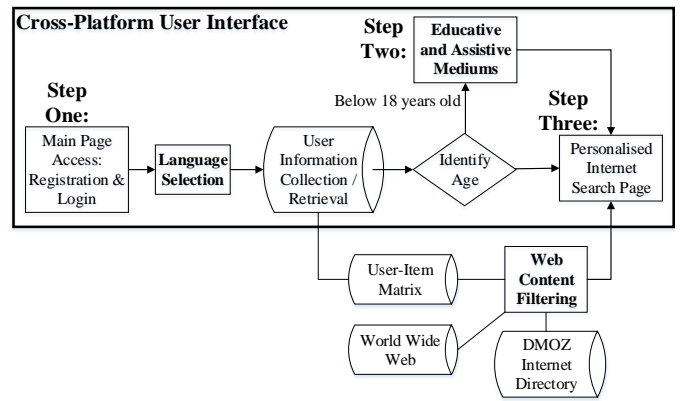 Cross-Platform User Interface
Step
One:
Main Page
Access:
Registration &
Login
Language
Selection
User
Information
Collection /
Retrieval
Identify
Age
Below 18 years old
Step
Two:
Educative
and Assistive
Mediums
Step
Three:
Personalised
Internet
Search Page
User-Item
Matrix
World Wide
Web
Web
Content
Filtering
DMOZ
Internet
Directory